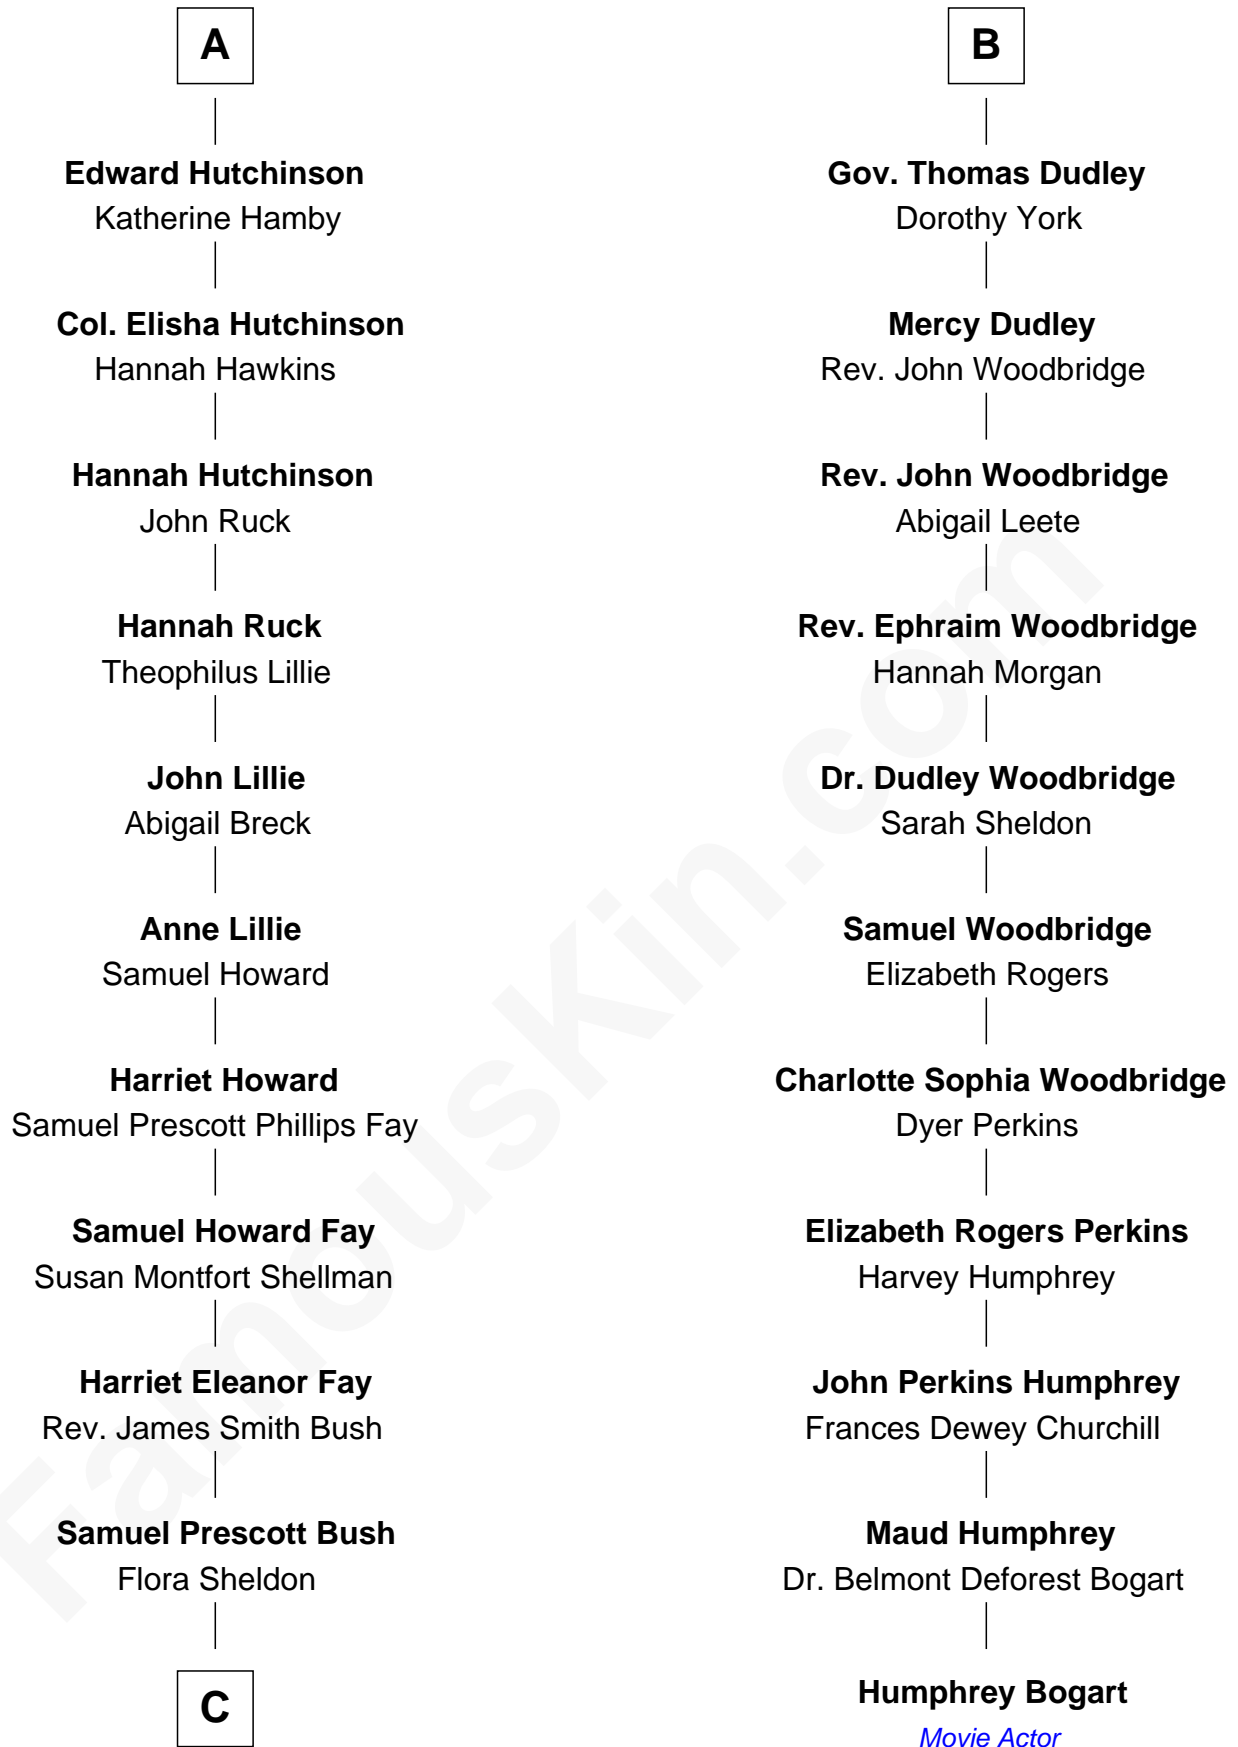 A
Edward Hutchinson
Katherine Hamby
Col. Elisha Hutchinson
Hannah Hawkins
Hannah Hutchinson
John Ruck
Hannah Ruck
Theophilus Lillie
John Lillie
Abigail Breck
Anne Lillie
Samuel Howard
Harriet Howard
Samuel Prescott Phillips Fay
Samuel Howard Fay
Susan Montfort Shellman
Harriet Eleanor Fay
Rev. James Smith Bush
Samuel Prescott Bush
Flora Sheldon
C
B
Gov. Thomas Dudley
Dorothy York
Mercy Dudley
Rev. John Woodbridge
Rev. John Woodbridge
Abigail Leete
Rev. Ephraim Woodbridge
Hannah Morgan
Dr. Dudley Woodbridge
Sarah Sheldon
Samuel Woodbridge
Elizabeth Rogers
Charlotte Sophia Woodbridge
Dyer Perkins
Elizabeth Rogers Perkins
Harvey Humphrey
John Perkins Humphrey
Frances Dewey Churchill
Maud Humphrey
Dr. Belmont Deforest Bogart
Humphrey Bogart
Movie Actor
FamousKin.com